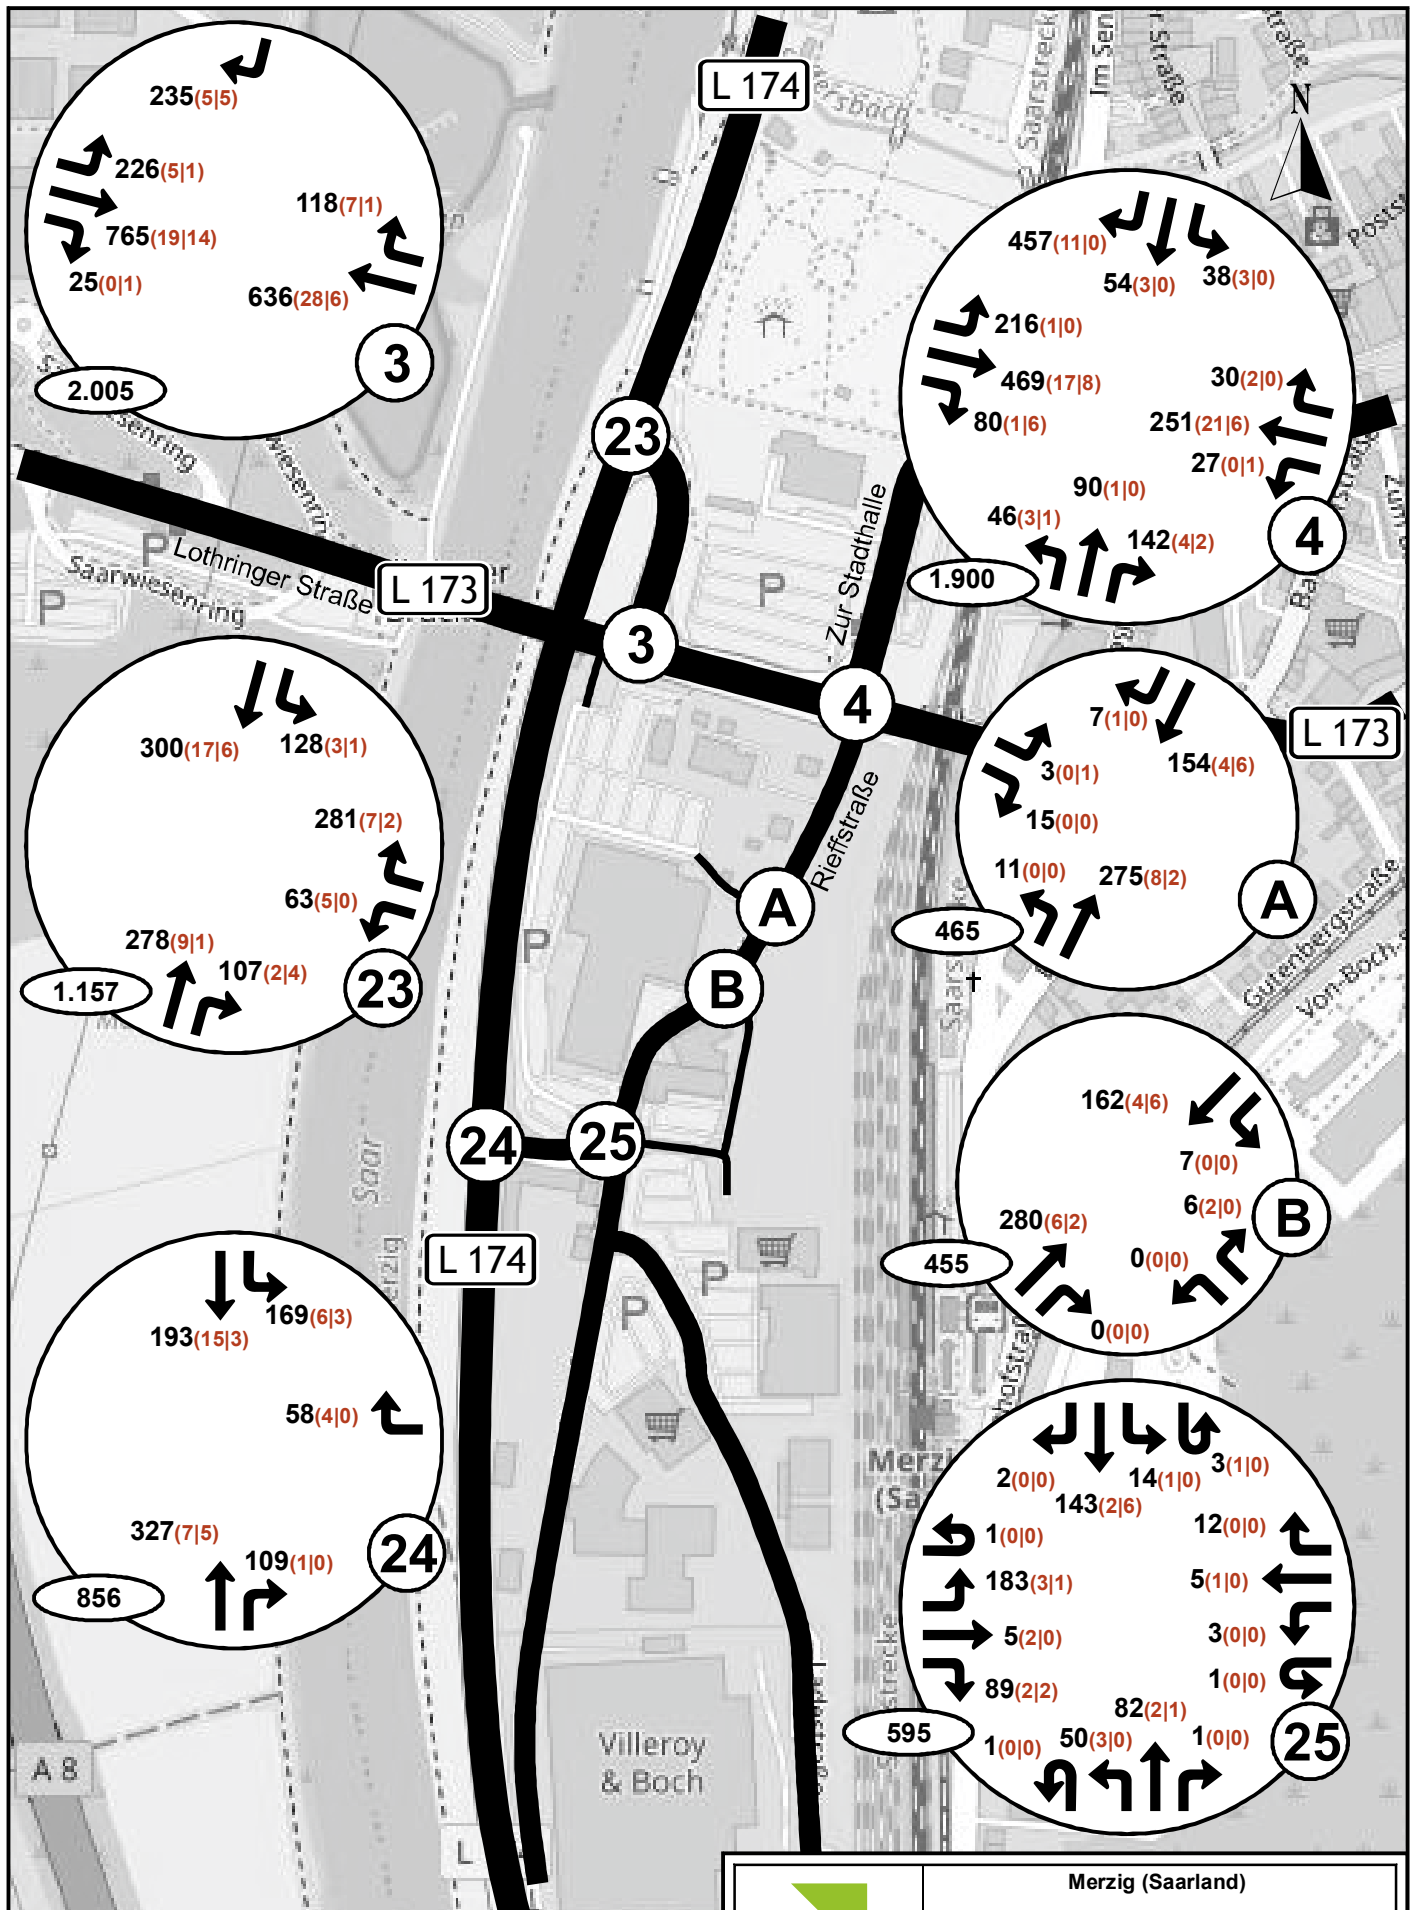 L 174
N
235(5|5)
226(5|1)
765(19|14)
25(0|1)
118(7|1)
636(28|6)
3
2.005
457(11|0)
54(3|0)
38(3|0)
216(1|0)
469(17|8)
80(1|6)
30(2|0)
251(21|6)
27(0|1)
90(1|0)
46(3|1)
142(4|2)
4
1.900
23
P
Lothringer Straße
Saarwiesenring
P
L 173
3
P
Zur Stadthalle
4
L 173
300(17|6)
128(3|1)
281(7|2)
63(5|0)
278(9|1)
107(2|4)
23
1.157
7(1|0)
154(4|6)
3(0|1)
15(0|0)
11(0|0)
275(8|2)
A
465
Rieffstraße
A
P
B
Gutenbergstraße
Von-Boch-
24
25
Saar
162(4|6)
7(0|0)
6(2|0)
280(6|2)
0(0|0)
0(0|0)
B
455
L 174
P
P
193(15|3)
169(6|3)
58(4|0)
327(7|5)
109(1|0)
24
856
2(0|0)
143(2|6)
14(1|0)
3(1|0)
1(0|0)
183(3|1)
5(2|0)
89(2|2)
12(0|0)
5(1|0)
3(0|0)
1(0|0)
1(0|0)
50(3|0)
82(2|1)
1(0|0)
25
595
A 8
Villeroy
& Boch
L
Merzig (Saarland)